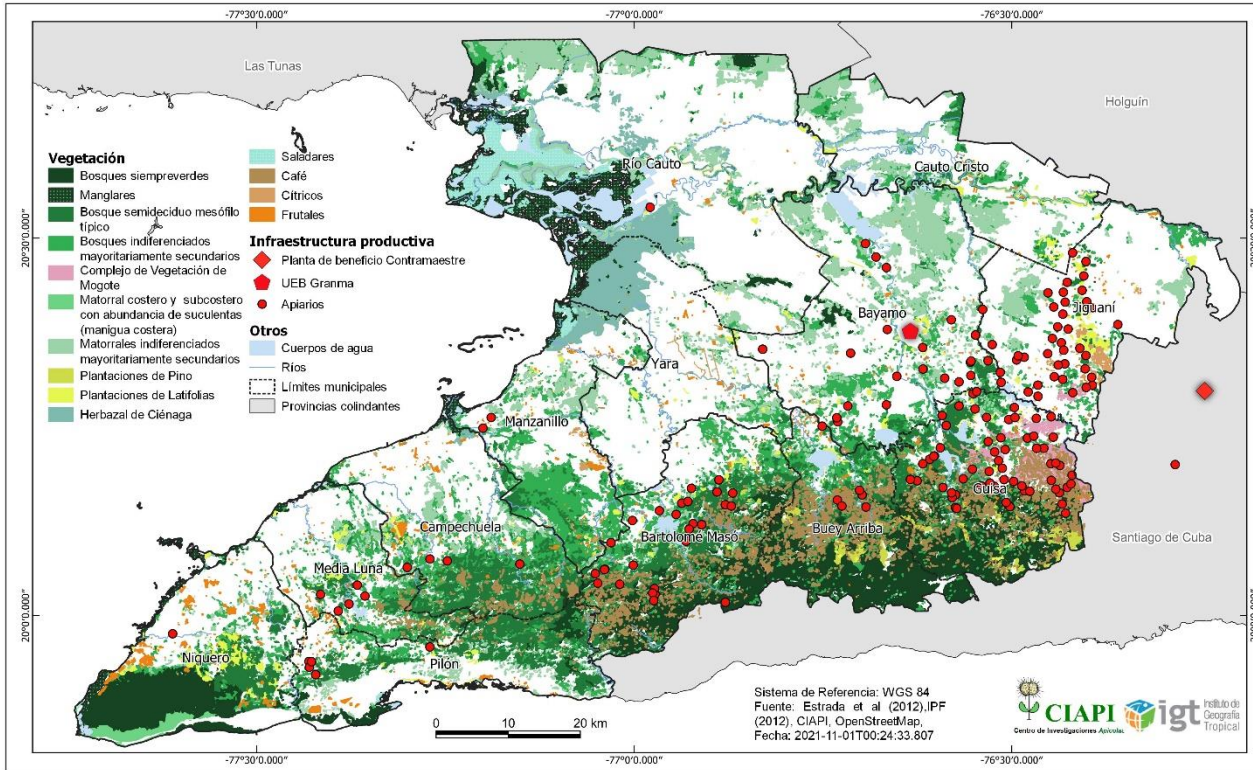 -77°30'0.000"
-77°0'0.000"
-76°30'0.000"
Las Tunas
Holguín
Río Cauto
Cauto Cristo
Vegetación
Bosques siempreverdes
Manglares
Bosque semideciduo mesófilo
típico
Bosques indiferenciados
mayoritariamente secundarios
Complejo de Vegetación de
Mogote
Matorral costero y subcostero
con abundancia de suculentas
(manigua costera)
Matorrales indiferenciados
mayoritariamente secundarios
Plantaciones de Pino
Plantaciones de Latifolias
Herbazal de Ciénaga
Saladares
Café
Cítricos
Frutales
Infraestructura productiva
Planta de beneficio Contramaestre
UEB Granma
Apiarios
Otros
Cuerpos de agua
Ríos
Límites municipales
Provincias colindantes
20°30'0.000"
20°30'0.000"
Bayamo
Jiguaní
Yara
Manzanillo
Guisa
Campechuela
Bartolomé Masó
Buey Arriba
Santiago de Cuba
Media Luna
20°0'0.000"
20°0'0.000"
Niquero
Pilón
0 10 20 km
Sistema de Referencia: WGS 84
Fuente: Estrada et al (2012),IPF
(2012), CIAPI, OpenStreetMap,
Fecha: 2021-11-01T00:24:33.807
CIAPI
Centro de Investigaciones Apícolas
igt
Instituto de
Geografía
Tropical
-77°30'0.000"
-77°0'0.000"
-76°30'0.000"